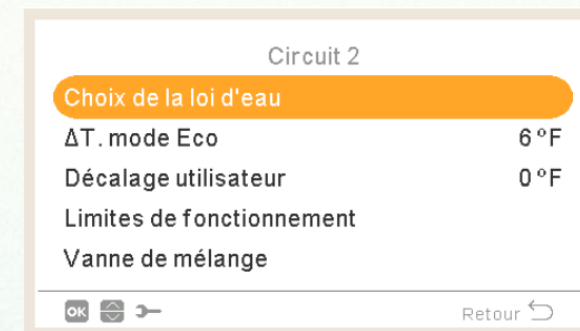 Circuit 2
Choix de la loi d'eau
ΔT. mode Eco 6 °F
Décalage utilisateur 0 °F
Limites de fonctionnement
Vanne de mélange
OK Retour